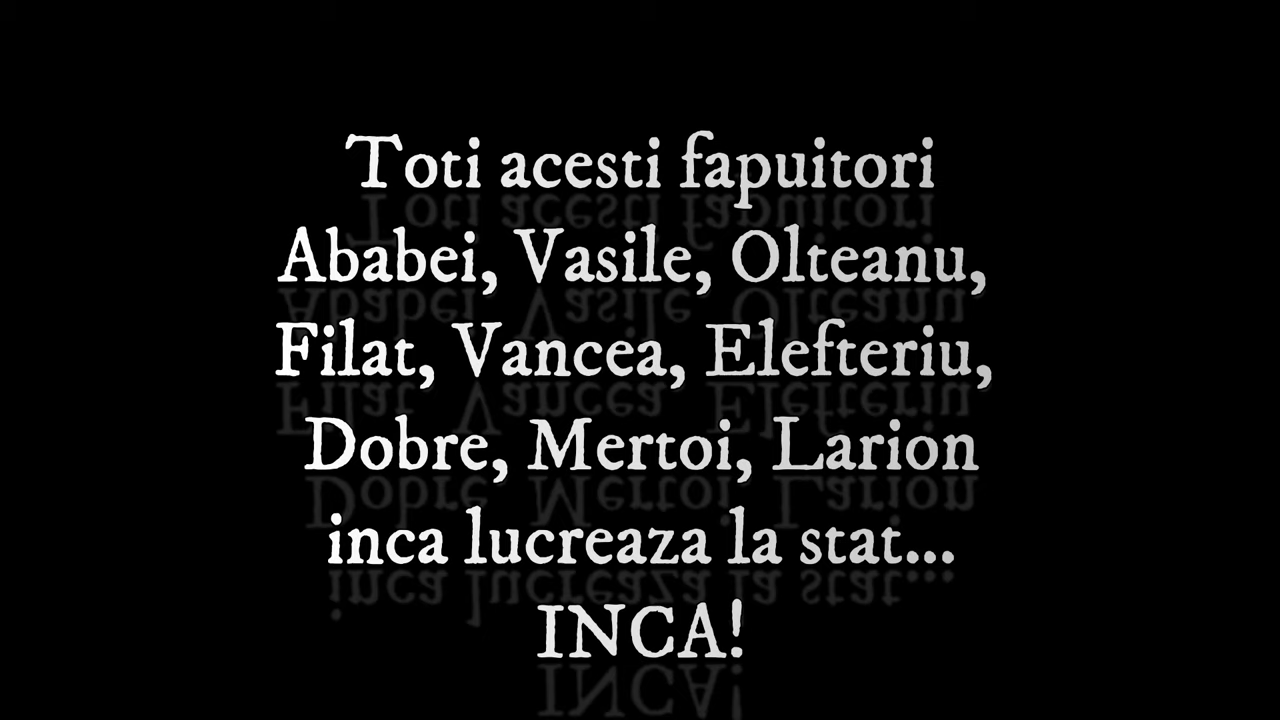 Toti acesti fapuitori
Ababei, Vasile, Olteanu,
Filat, Vancea, Elefteriu,
Dobre, Mertoi, Larion
inca lucreaza la stat...
INCA!